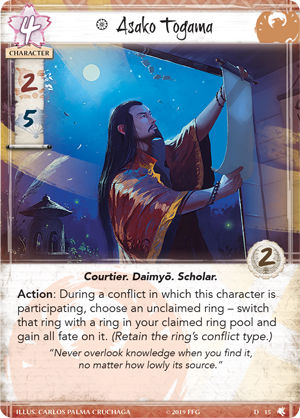 4
Asako Togama
CHARACTER
2
5
2
Courtier. Daimyō. Scholar.
Action: During a conflict in which this character is
participating, choose an unclaimed ring – switch
that ring with a ring in your claimed ring pool and
gain all fate on it. (Retain the ring's conflict type.)
“Never overlook knowledge when you find it,
no matter how lowly its source.”
ILLUS. CARLOS PALMA CRUCHAGA © 2019 FFG D 15